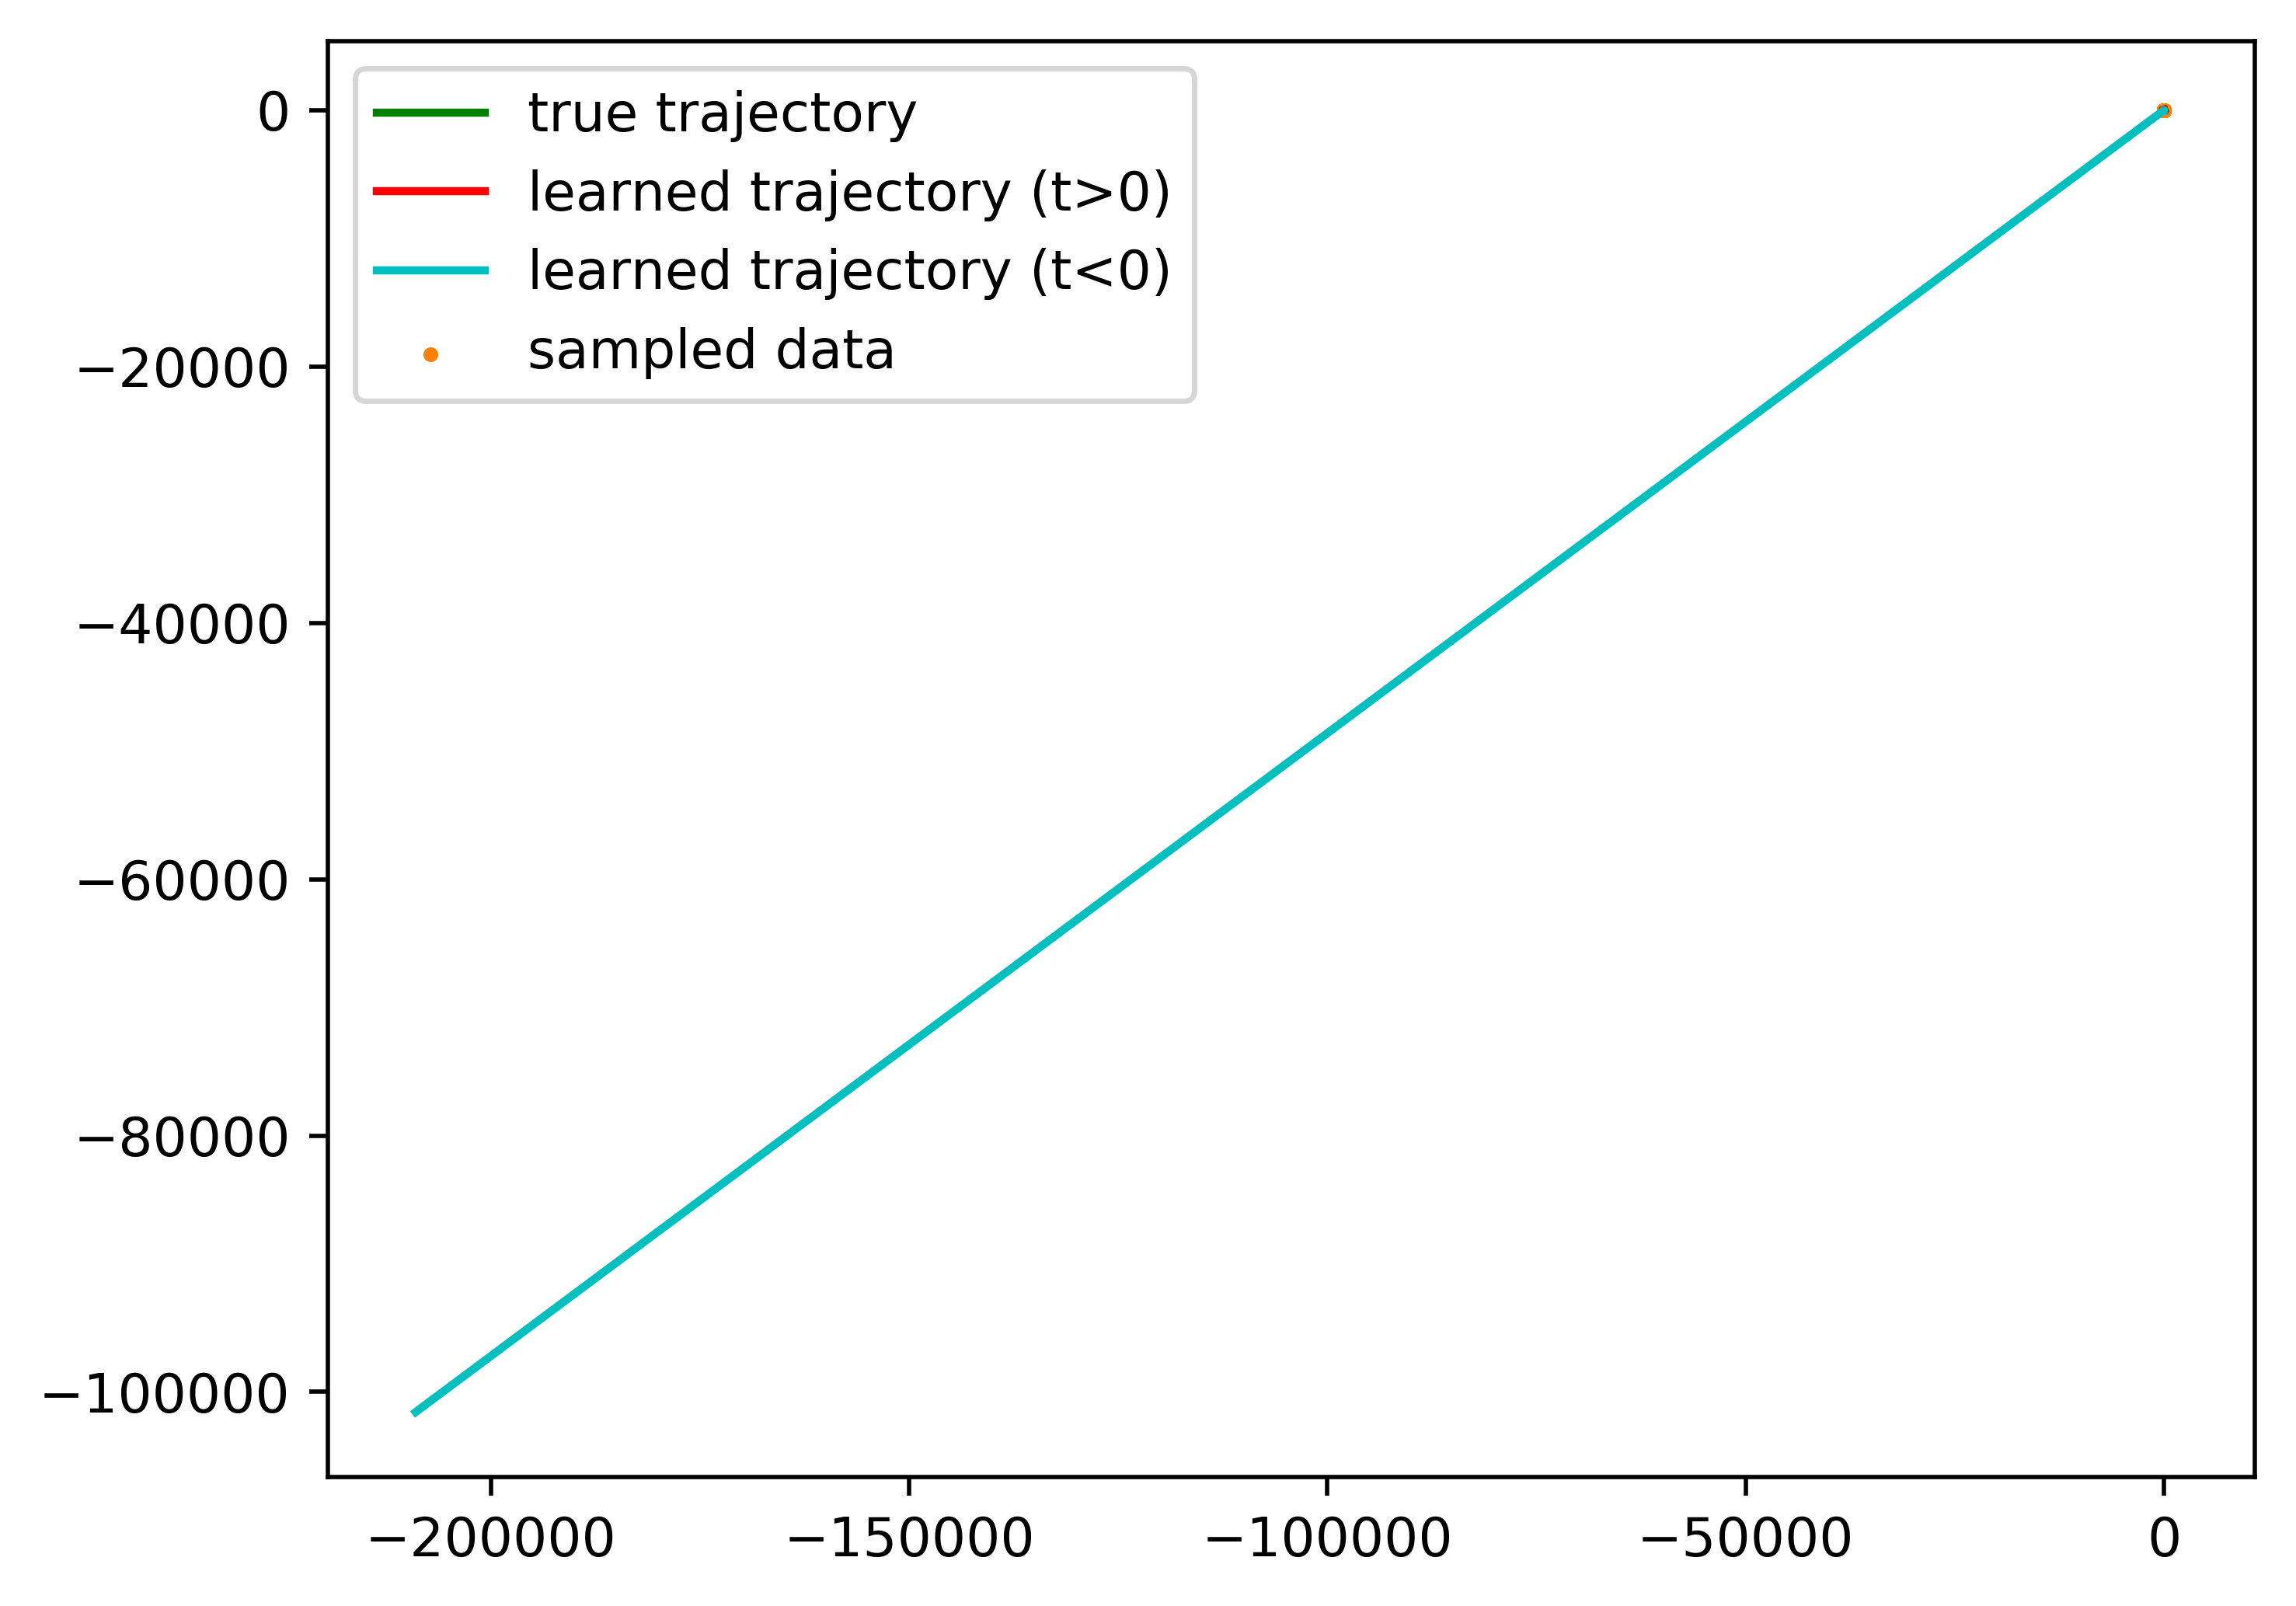 true trajectory
learned trajectory (t>0)
learned trajectory (t<0)
sampled data
0
−20000
−40000
−60000
−80000
−100000
−200000 −150000 −100000 −50000 0